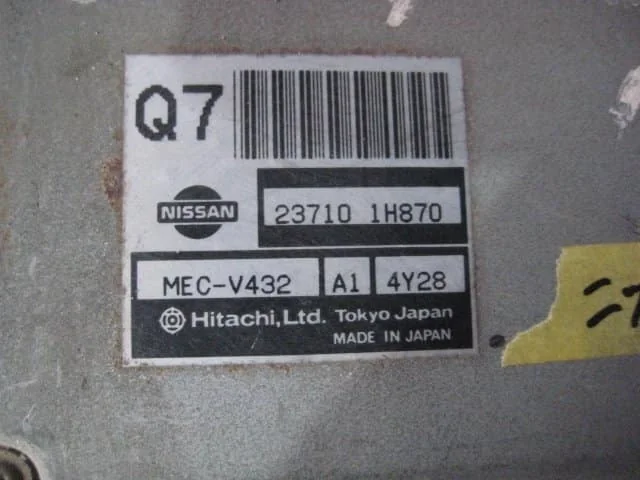 Q7
NISSAN
23710 1H870
MEC-V432 A1 4Y28
Hitachi, Ltd. Tokyo Japan
MADE IN JAPAN